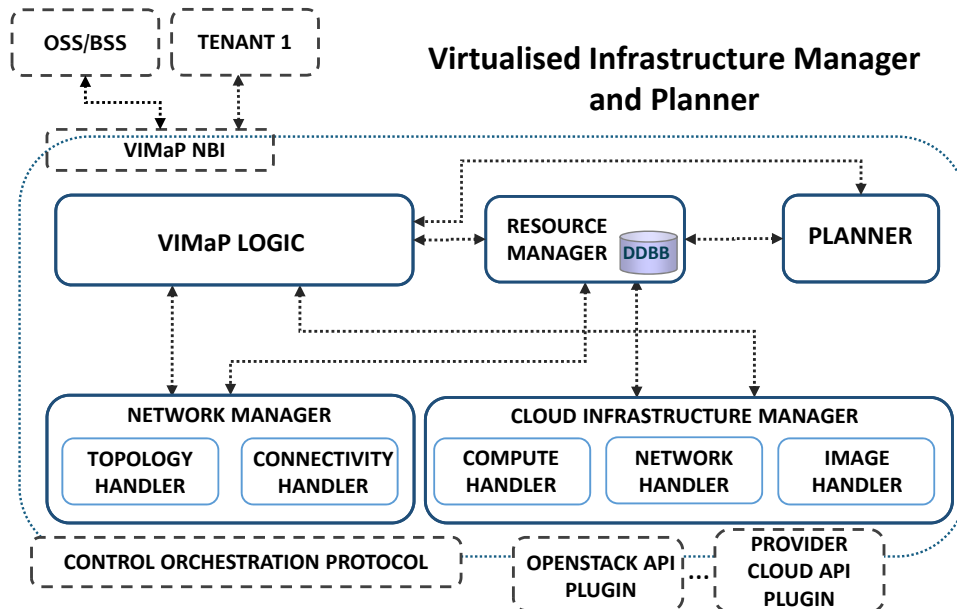 OSS/BSS
TENANT 1
Virtualised Infrastructure Manager
and Planner
VIMaP NBI
VIMaP LOGIC
RESOURCE
MANAGER
DDBB
PLANNER
NETWORK MANAGER
TOPOLOGY
HANDLER
CONNECTIVITY
HANDLER
CLOUD INFRASTRUCTURE MANAGER
COMPUTE
HANDLER
NETWORK
HANDLER
IMAGE
HANDLER
CONTROL ORCHESTRATION PROTOCOL
OPENSTACK API
PLUGIN
...
PROVIDER
CLOUD API
PLUGIN